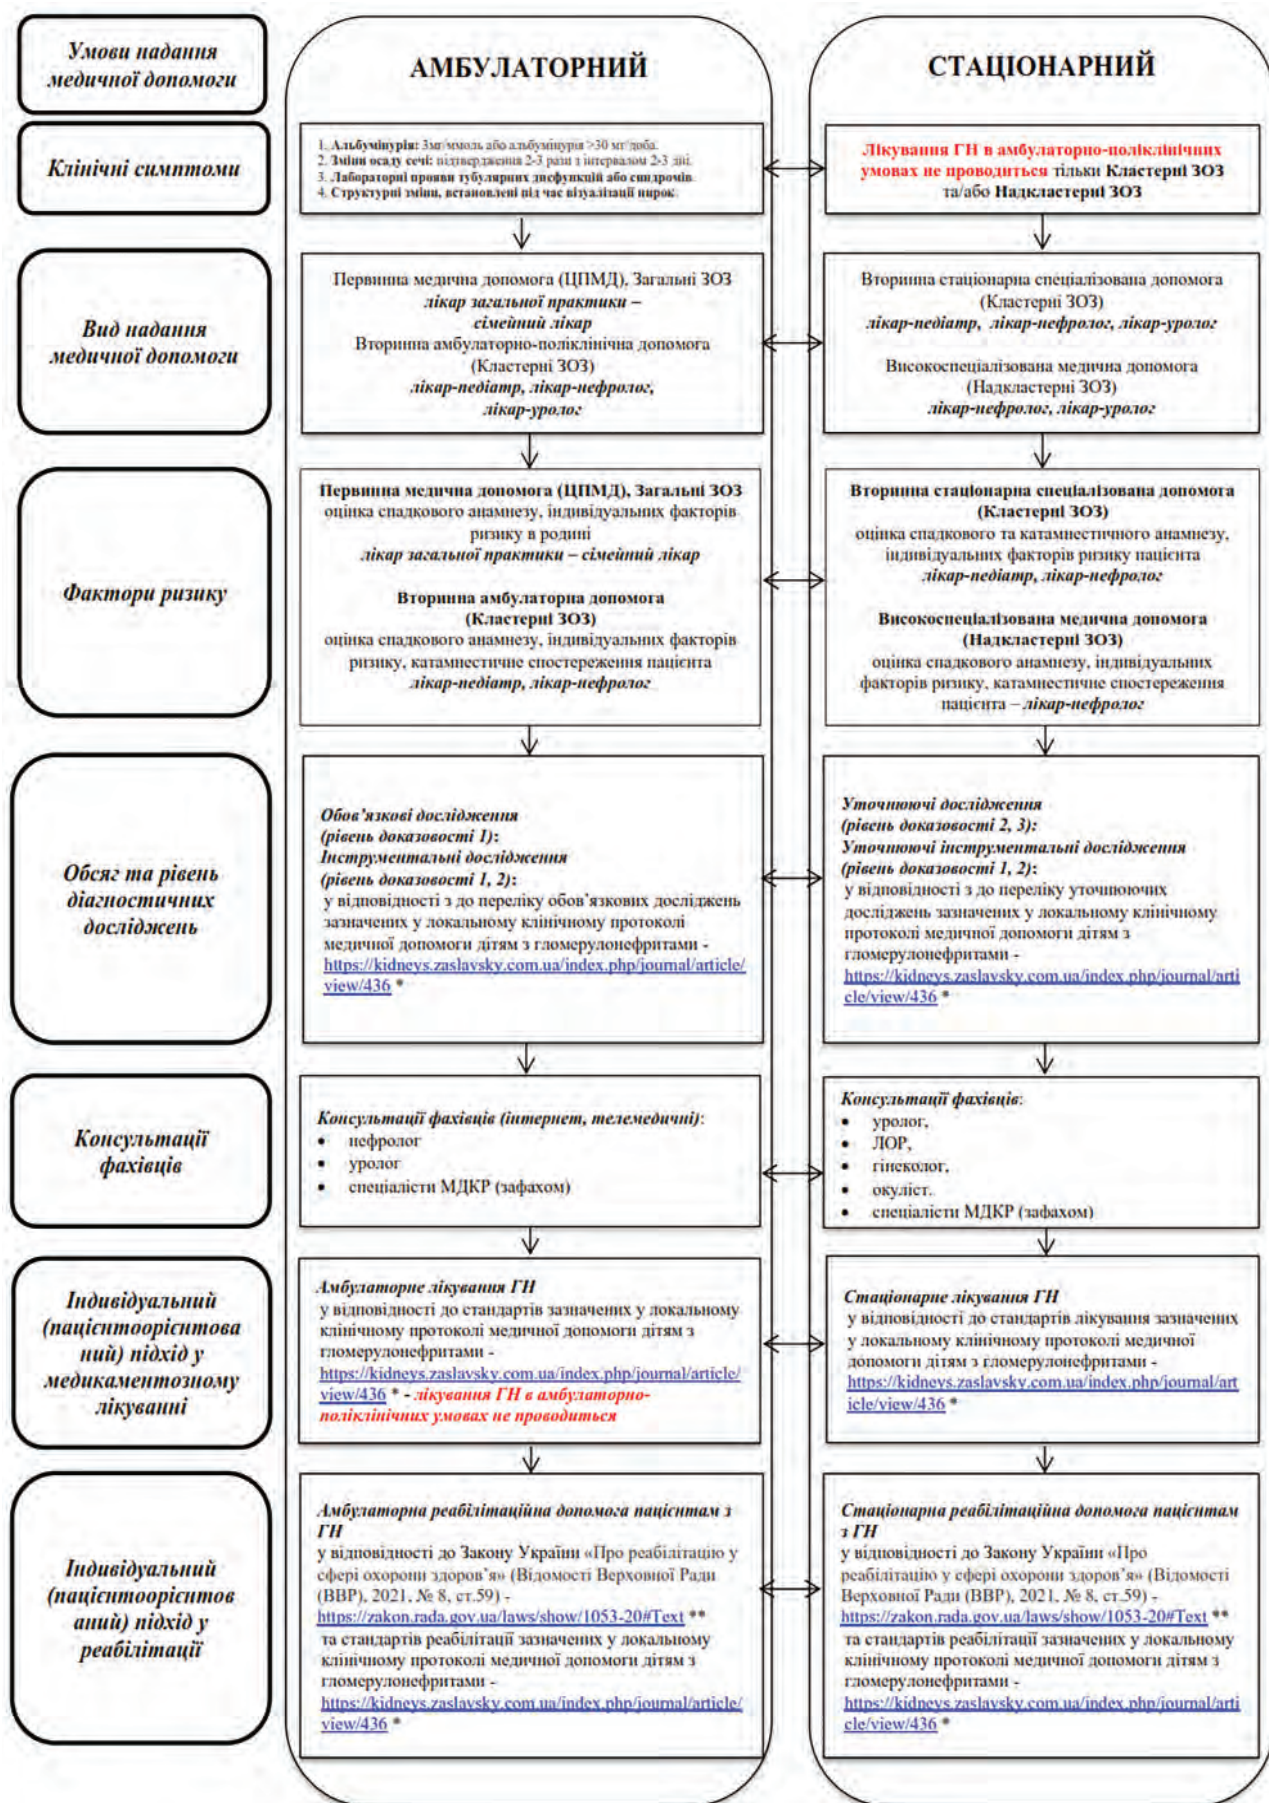 Умови надання
медичної допомоги
АМБУЛАТОРНИЙ
СТАЦІОНАРНИЙ
Клінічні симптоми
1. Альбумінурія: 3мг/ммоль або альбумінурія >30 мг/доба.
2. Зміни осаду сечі: підтвердження 2-3 рази з інтервалом 2-3 дні.
3. Лабораторні прояви тубулярних дисфункцій або синдромів.
4. Структурні зміни, встановлені під час візуалізації нирок.
Лікування ГН в амбулаторно-поліклінічних
умовах не проводиться тільки Кластерні ЗОЗ
та/або Надкластерні ЗОЗ
Вид надання
медичної допомоги
Первинна медична допомога (ЦПМД), Загальні ЗОЗ
лікар загальної практики –
сімейний лікар
Вторинна амбулаторно-поліклінічна допомога
(Кластерні ЗОЗ)
лікар-педіатр, лікар-нефролог,
лікар-уролог
Вторинна стаціонарна спеціалізована допомога
(Кластерні ЗОЗ)
лікар-педіатр, лікар-нефролог, лікар-уролог
Високоспеціалізована медична допомога
(Надкластерні ЗОЗ)
лікар-нефролог, лікар-уролог
Фактори ризику
Первинна медична допомога (ЦПМД), Загальні ЗОЗ
оцінка спадкового анамнезу, індивідуальних факторів
ризику в родині
лікар загальної практики – сімейний лікар
Вторинна амбулаторна допомога
(Кластерні ЗОЗ)
оцінка спадкового анамнезу, індивідуальних факторів
ризику, катамнестичне спостереження пацієнта
лікар-педіатр, лікар-нефролог
Вторинна стаціонарна спеціалізована допомога
(Кластерні ЗОЗ)
оцінка спадкового та катамнестичного анамнезу,
індивідуальних факторів ризику пацієнта
лікар-педіатр, лікар-нефролог
Високоспеціалізована медична допомога
(Надкластерні ЗОЗ)
оцінка спадкового анамнезу, індивідуальних
факторів ризику, катамнестичне спостереження
пацієнта – лікар-нефролог
Обсяг та рівень
діагностичних
досліджень
Обов’язкові дослідження
(рівень доказовості 1):
Інструментальні дослідження
(рівень доказовості 1, 2):
у відповідності з до переліку обов’язкових досліджень
зазначених у локальному клінічному протоколі
медичної допомоги дітям з гломерулонефритами -
https://kidneys.zaslavsky.com.ua/index.php/journal/article/
view/436 *
Уточнюючі дослідження
(рівень доказовості 2, 3):
Уточнюючі інструментальні дослідження
(рівень доказовості 1, 2):
у відповідності з до переліку уточнюючих
досліджень зазначених у локальному клінічному
протоколі медичної допомоги дітям з
гломерулонефритами -
https://kidneys.zaslavsky.com.ua/index.php/journal/arti
cle/view/436 *
Консультації
фахівців
Консультації фахівців (інтернет, телемедичні):
• нефролог
• уролог
• спеціалісти МДКР (зафахом)
Консультації фахівців:
• уролог,
• ЛОР,
• гінеколог,
• окуліст.
• спеціалісти МДКР (зафахом)
Індивідуальний
(пацієнтоорієнтова
ний) підхід у
медикаментозному
лікуванні
Амбулаторне лікування ГН
у відповідності до стандартів зазначених у локальному
клінічному протоколі медичної допомоги дітям з
гломерулонефритами -
https://kidneys.zaslavsky.com.ua/index.php/journal/article/
view/436 * - лікування ГН в амбулаторно-
поліклінічних умовах не проводиться
Стаціонарне лікування ГН
у відповідності до стандартів лікування зазначених
у локальному клінічному протоколі медичної
допомоги дітям з гломерулонефритами -
https://kidneys.zaslavsky.com.ua/index.php/journal/art
icle/view/436 *
Індивідуальний
(пацієнтоорієнтов
аний) підхід у
реабілітації
Амбулаторна реабілітаційна допомога пацієнтам з
ГН
у відповідності до Закону України «Про реабілітацію у
сфері охорони здоров’я» (Відомості Верховної Ради
(ВВР), 2021, № 8, ст.59) -
https://zakon.rada.gov.ua/laws/show/1053-20#Text **
та стандартів реабілітації зазначених у локальному
клінічному протоколі медичної допомоги дітям з
гломерулонефритами -
https://kidneys.zaslavsky.com.ua/index.php/journal/article/
view/436 *
Стаціонарна реабілітаційна допомога пацієнтам
з ГН
у відповідності до Закону України «Про
реабілітацію у сфері охорони здоров’я» (Відомості
Верховної Ради (ВВР), 2021, № 8, ст.59) -
https://zakon.rada.gov.ua/laws/show/1053-20#Text **
та стандартів реабілітації зазначених у локальному
клінічному протоколі медичної допомоги дітям з
гломерулонефритами -
https://kidneys.zaslavsky.com.ua/index.php/journal/arti
cle/view/436 *